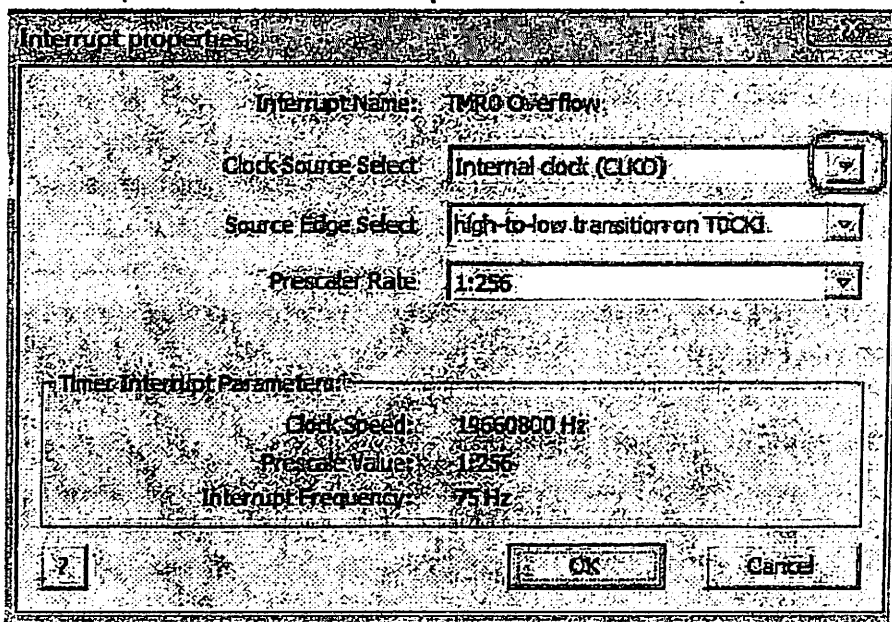 Interrupt properties
Interrupt Name: TMR0 Overflow
Clock Source Select Internal clock (CLKO)
Source Edge Select high-to-low transition on T0CKI
Prescaler Rate 1:256
Timer Interrupt Parameters:
Clock Speed: 19660800 Hz
Prescale Value: 1:256
Interrupt Frequency: 75 Hz
?
OK
Cancel